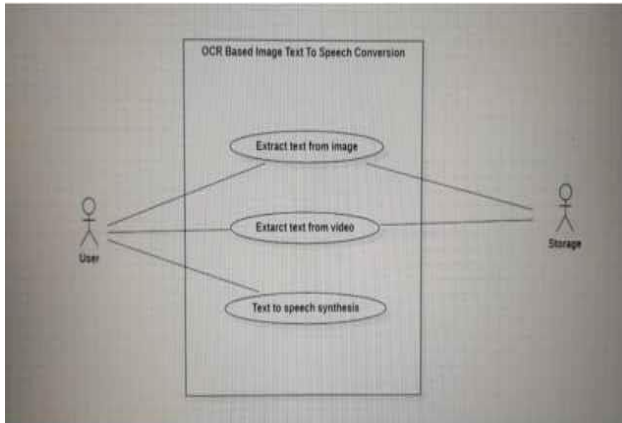 OCR Based Image Text To Speech Conversion
Extract text from image
Extarct text from video
User
Storage
Text to speech synthesis